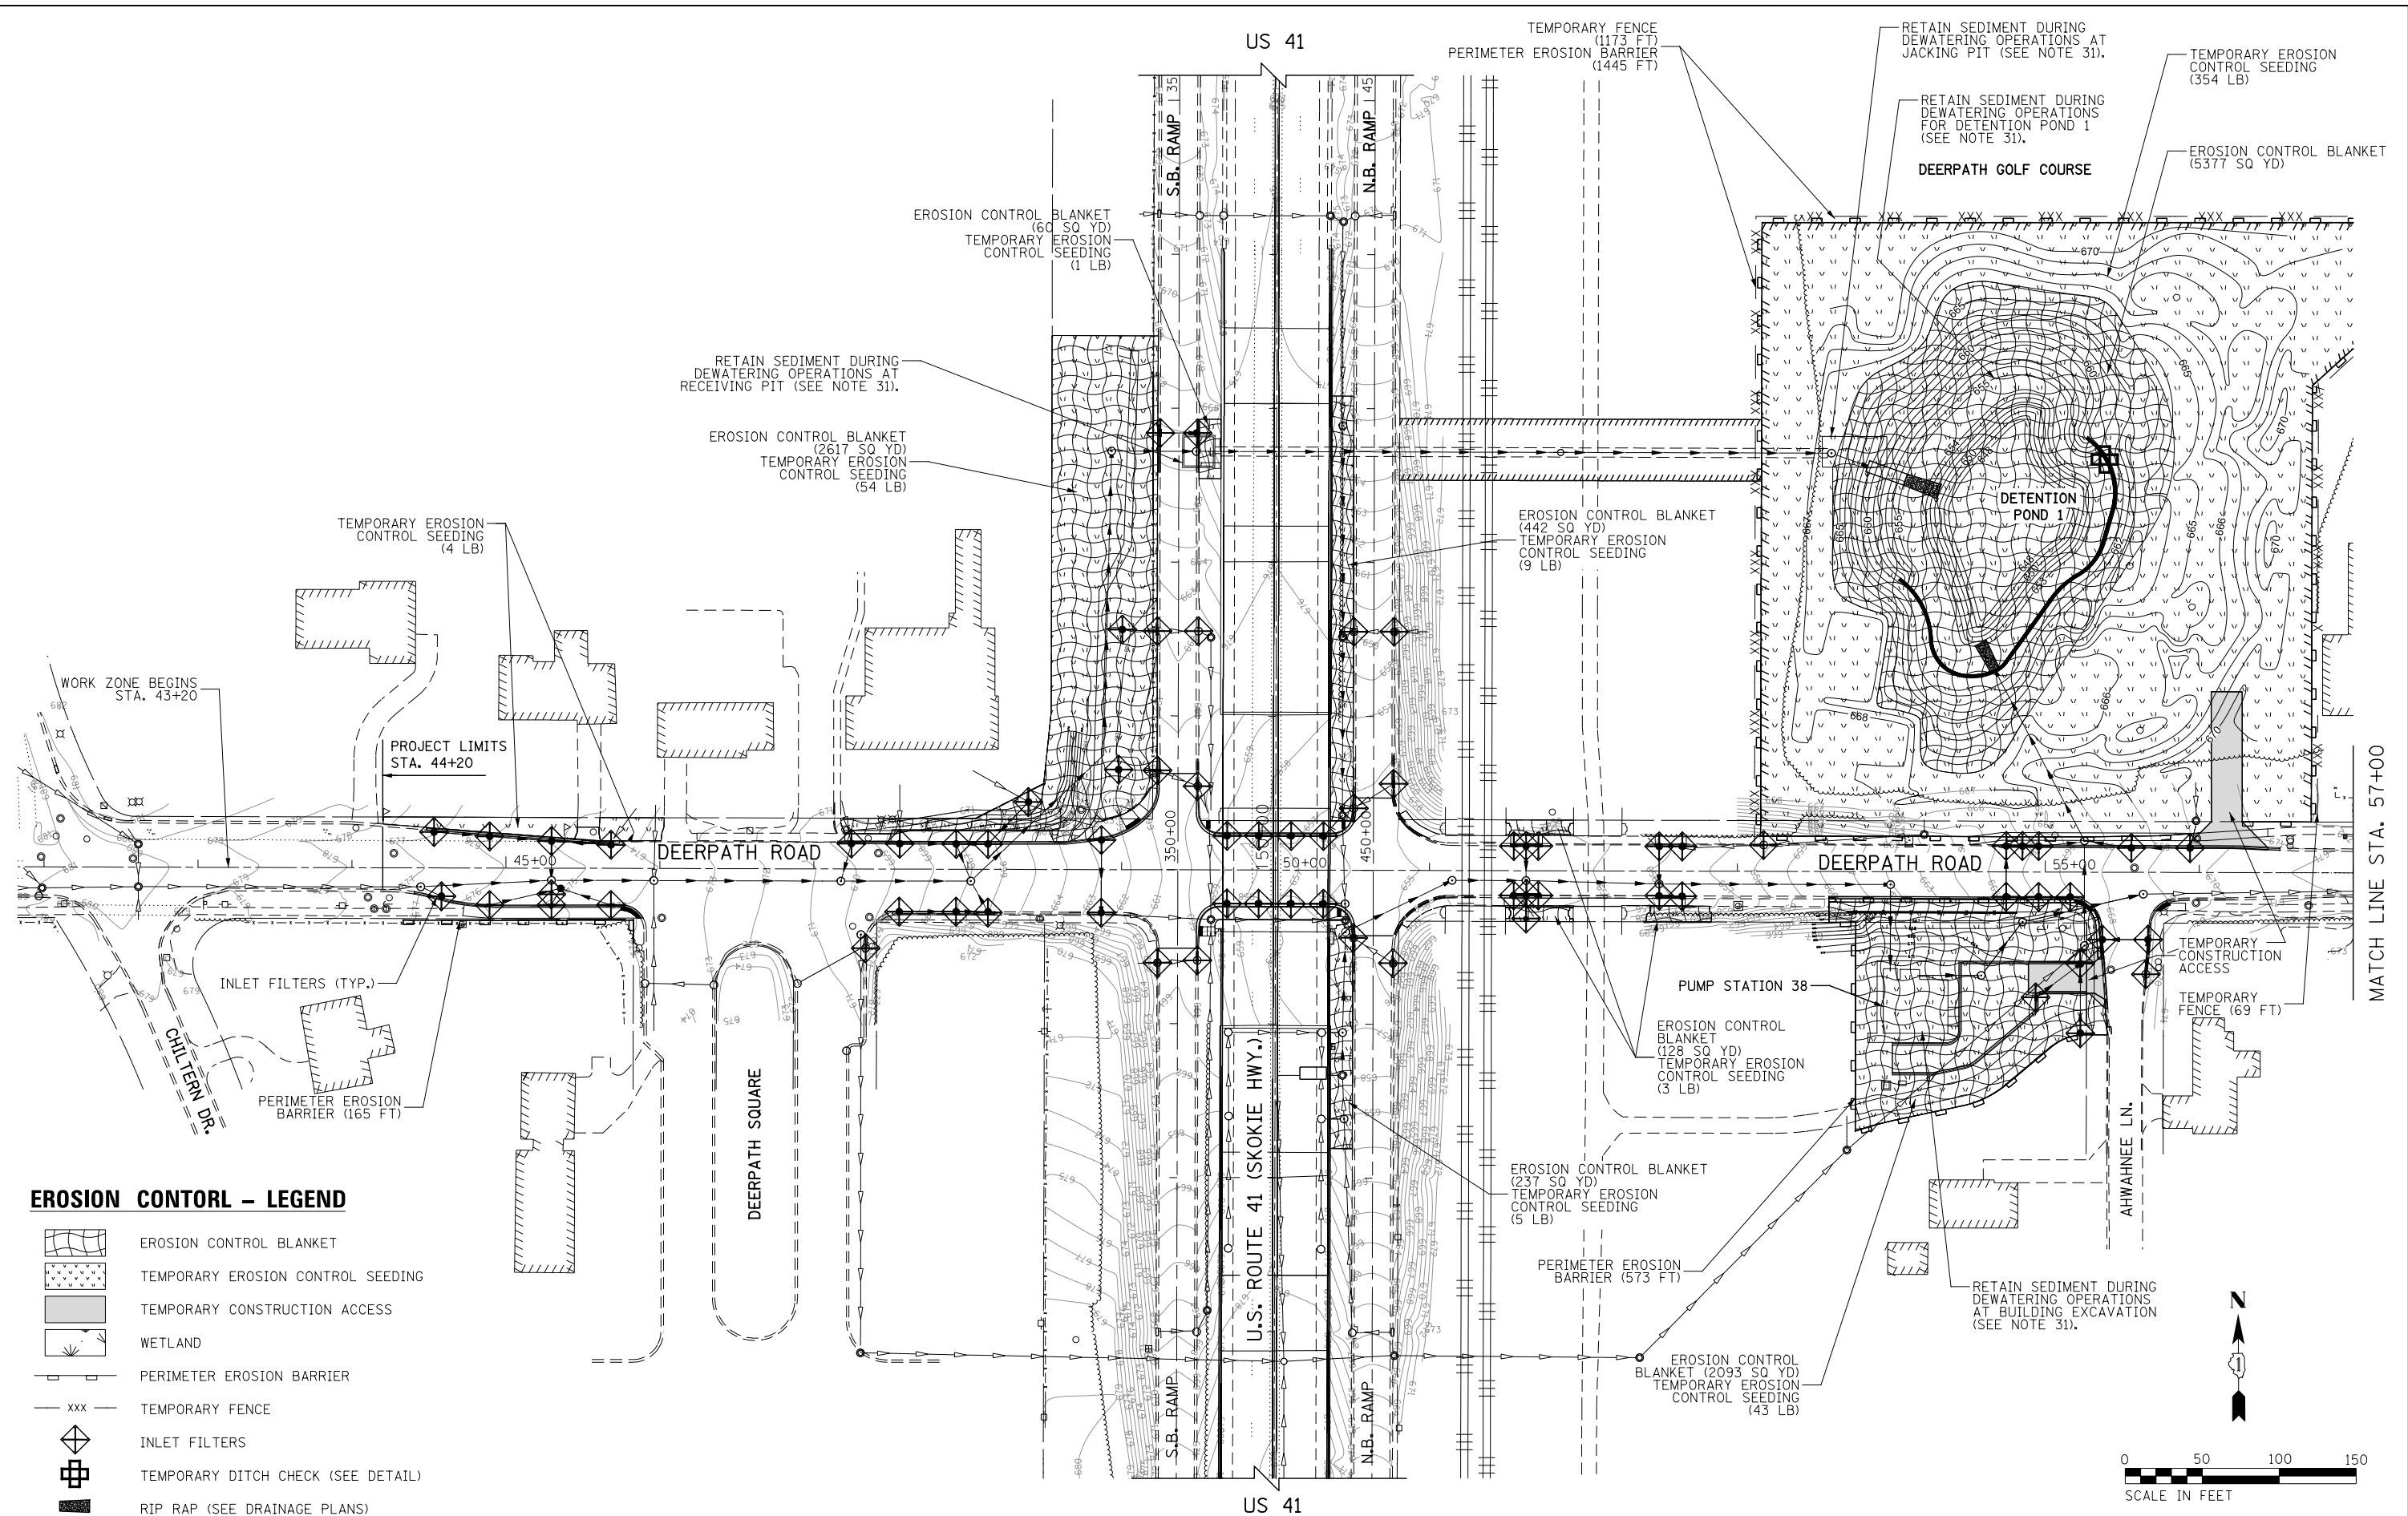 US 41
TEMPORARY FENCE
(1173 FT)
PERIMETER EROSION BARRIER
(1445 FT)
RETAIN SEDIMENT DURING
DEWATERING OPERATIONS AT
JACKING PIT (SEE NOTE 31).
TEMPORARY EROSION
CONTROL SEEDING
(354 LB)
RETAIN SEDIMENT DURING
DEWATERING OPERATIONS
FOR DETENTION POND 1
(SEE NOTE 31).
DEERPATH GOLF COURSE
EROSION CONTROL BLANKET
(5377 SQ YD)
S.B. RAMP
35
N.B. RAMP
45
EROSION CONTROL BLANKET
(60 SQ YD)
TEMPORARY EROSION
CONTROL SEEDING
(1 LB)
RETAIN SEDIMENT DURING
DEWATERING OPERATIONS AT
RECEIVING PIT (SEE NOTE 31).
EROSION CONTROL BLANKET
(2617 SQ YD)
TEMPORARY EROSION
CONTROL SEEDING
(54 LB)
TEMPORARY EROSION
CONTROL SEEDING
(4 LB)
EROSION CONTROL BLANKET
(442 SQ YD)
TEMPORARY EROSION
CONTROL SEEDING
(9 LB)
DETENTION
POND 1
WORK ZONE BEGINS
STA. 43+20
PROJECT LIMITS
STA. 44+20
45+00
DEERPATH ROAD
350+00
50+00
450+00
DEERPATH ROAD
55+00
MATCH LINE STA. 57+00
INLET FILTERS (TYP.)
CHILTERN DR.
PERIMETER EROSION
BARRIER (165 FT)
DEERPATH SQUARE
U.S. ROUTE 41 (SKOKIE HWY.)
PUMP STATION 38
EROSION CONTROL
BLANKET
(128 SQ YD)
TEMPORARY EROSION
CONTROL SEEDING
(3 LB)
TEMPORARY
CONSTRUCTION
ACCESS
TEMPORARY
FENCE (69 FT)
AHWAHNEE LN.
EROSION CONTROL BLANKET
(237 SQ YD)
TEMPORARY EROSION
CONTROL SEEDING
(5 LB)
PERIMETER EROSION
BARRIER (573 FT)
RETAIN SEDIMENT DURING
DEWATERING OPERATIONS
AT BUILDING EXCAVATION
(SEE NOTE 31).
EROSION CONTROL
BLANKET (2093 SQ YD)
TEMPORARY EROSION
CONTROL SEEDING
(43 LB)
S.B. RAMP
N.B. RAMP
US 41
EROSION CONTORL – LEGEND
EROSION CONTROL BLANKET
TEMPORARY EROSION CONTROL SEEDING
TEMPORARY CONSTRUCTION ACCESS
WETLAND
PERIMETER EROSION BARRIER
XXX TEMPORARY FENCE
INLET FILTERS
TEMPORARY DITCH CHECK (SEE DETAIL)
RIP RAP (SEE DRAINAGE PLANS)
N
1
0 50 100 150
SCALE IN FEET